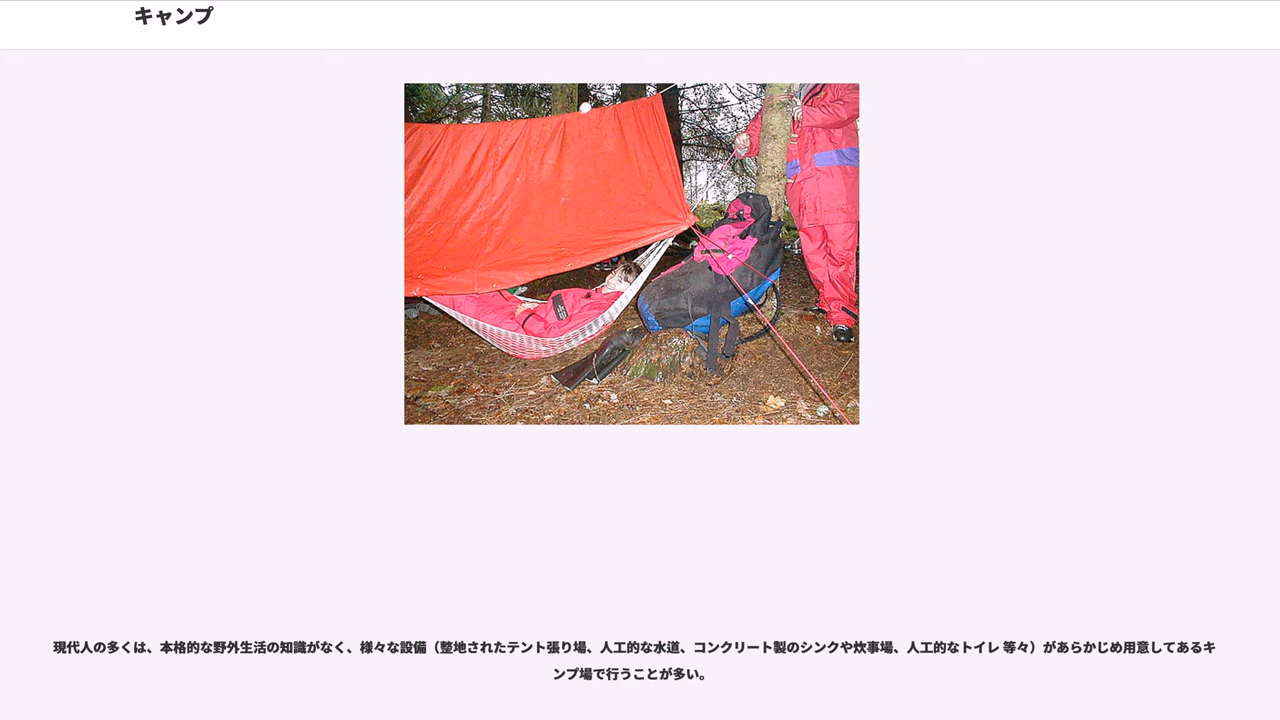 キャンプ
現代人の多くは、本格的な野外生活の知識がなく、様々な設備（整地されたテント張り場、人工的な水道、コンクリート製のシンクや炊事場、人工的なトイレ 等々）があらかじめ用意してあるキ
ャンプ場で行うことが多い。